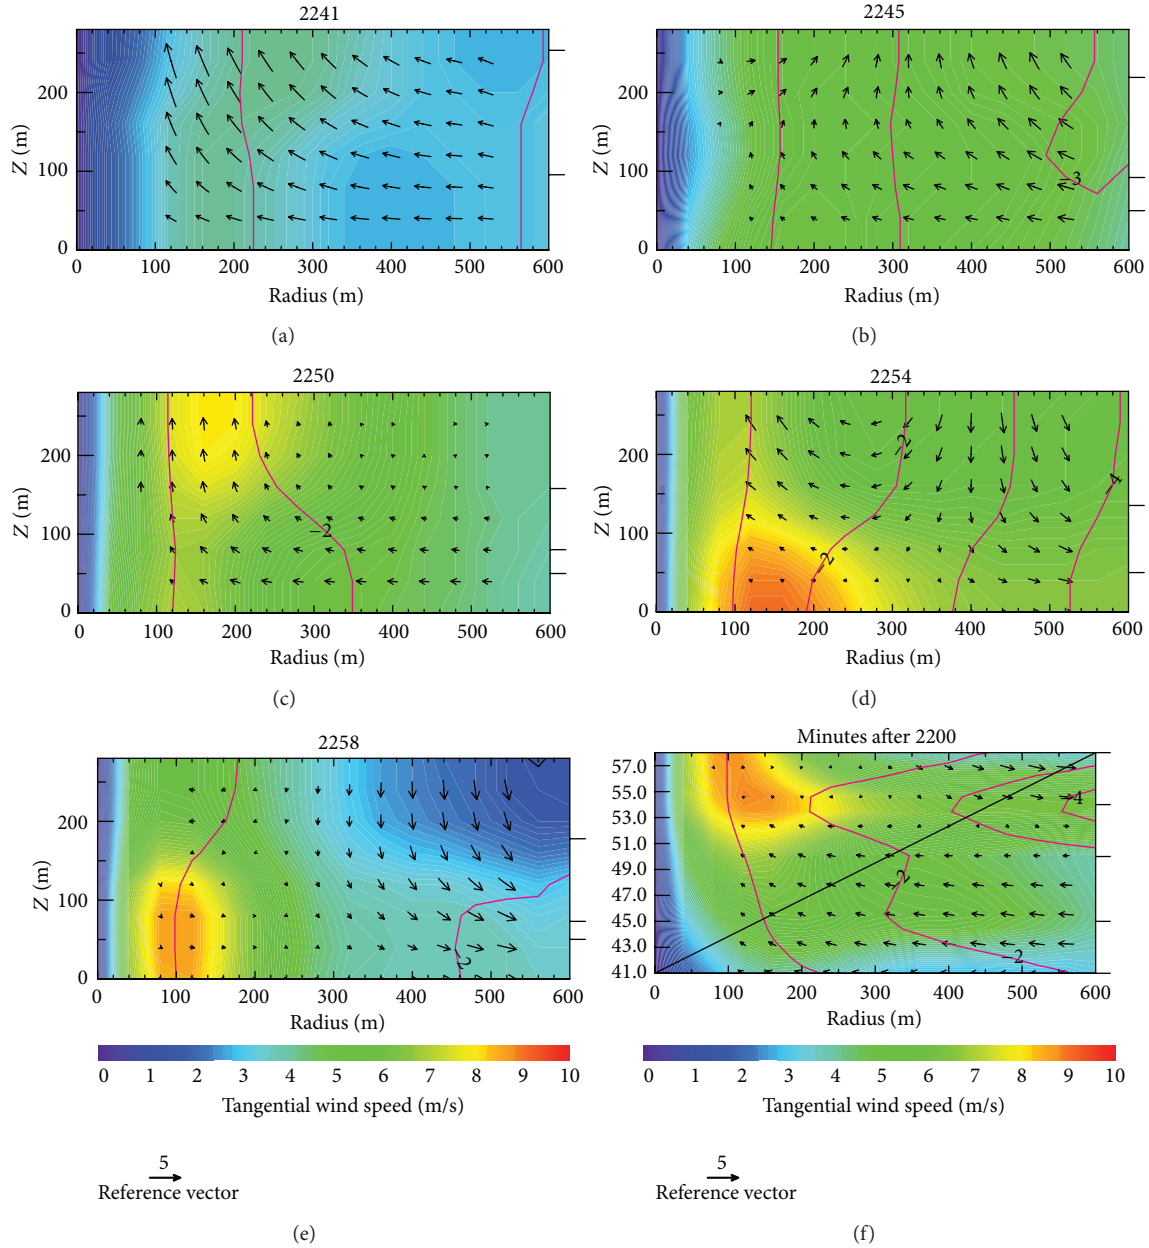 2241
Z (m)
200
100
0
0 100 200 300 400 500 600
Radius (m)
(a)
2245
Z (m)
200
100
0
−3
0 100 200 300 400 500 600
Radius (m)
(b)
2250
Z (m)
200
100
0
−2
0 100 200 300 400 500 600
Radius (m)
(c)
2254
Z (m)
200
100
0
−2
−4
−2
0 100 200 300 400 500 600
Radius (m)
(d)
2258
Z (m)
200
100
0
−2
0 100 200 300 400 500 600
Radius (m)
0 1 2 3 4 5 6 7 8 9 10
Tangential wind speed (m/s)
5
Reference vector
(e)
Minutes after 2200
57.0
55.0
53.0
51.0
49.0
47.0
45.0
43.0
41.0
−4
−2
−2
0 100 200 300 400 500 600
Radius (m)
0 1 2 3 4 5 6 7 8 9 10
Tangential wind speed (m/s)
5
Reference vector
(f)